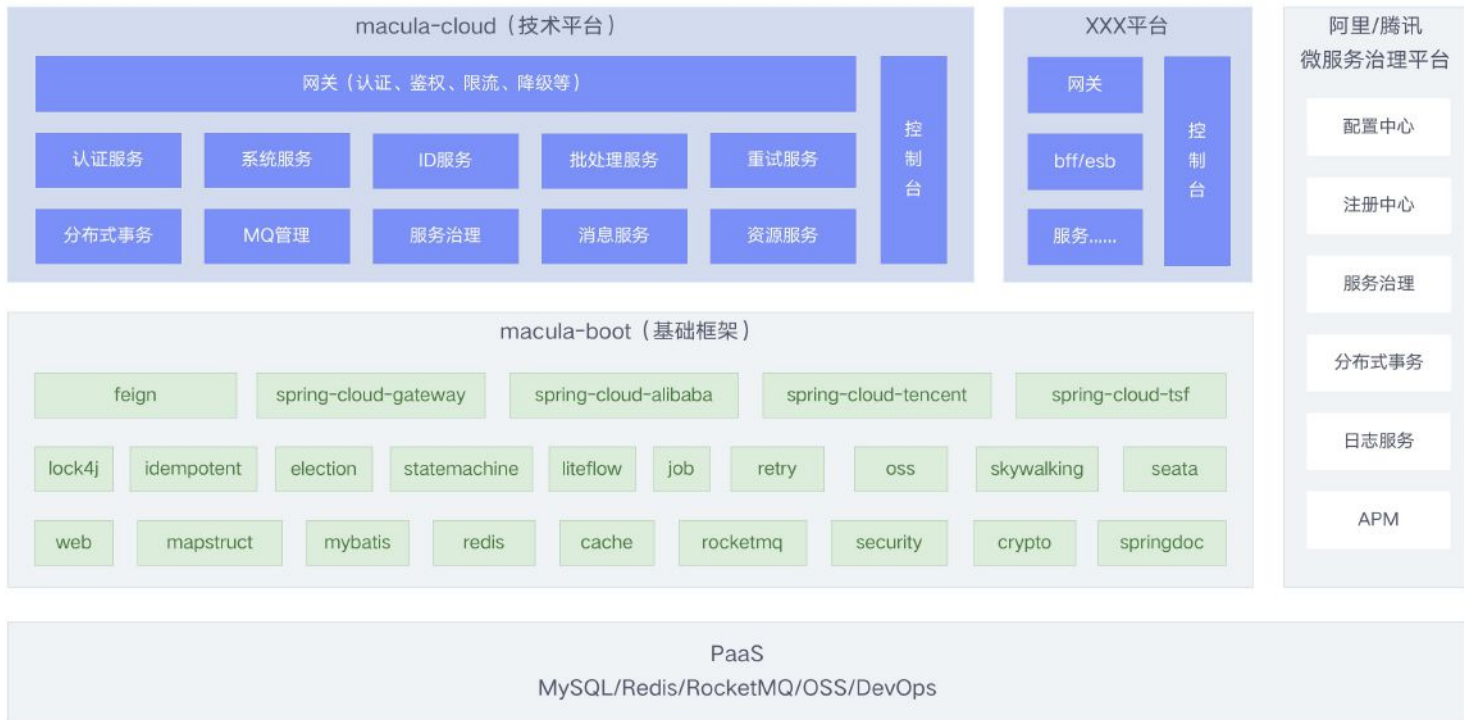 macula-cloud（技术平台）
网关（认证、鉴权、限流、降级等）
认证服务
系统服务
ID服务
批处理服务
重试服务
分布式事务
MQ管理
服务治理
消息服务
资源服务
控
制
台
XXX平台
网关
bff/esb
服务......
控
制
台
阿里/腾讯
微服务治理平台
配置中心
注册中心
服务治理
分布式事务
日志服务
APM
macula-boot（基础框架）
feign
spring-cloud-gateway
spring-cloud-alibaba
spring-cloud-tencent
spring-cloud-tsf
lock4j
idempotent
election
statemachine
liteflow
job
retry
oss
skywalking
seata
web
mapstruct
mybatis
redis
cache
rocketmq
security
crypto
springdoc
PaaS
MySQL/Redis/RocketMQ/OSS/DevOps